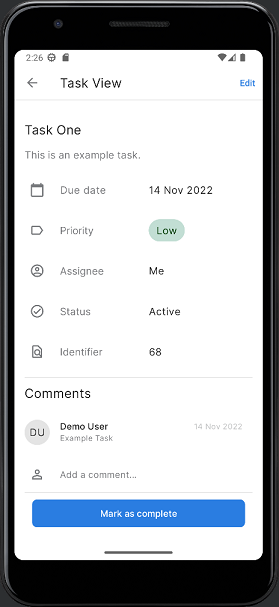 2:26
Task View
Edit
Task One
This is an example task.
Due date 14 Nov 2022
Priority Low
Assignee Me
Status Active
Identifier 68
Comments
DU Demo User 14 Nov 2022
Example Task
Add a comment...
Mark as complete